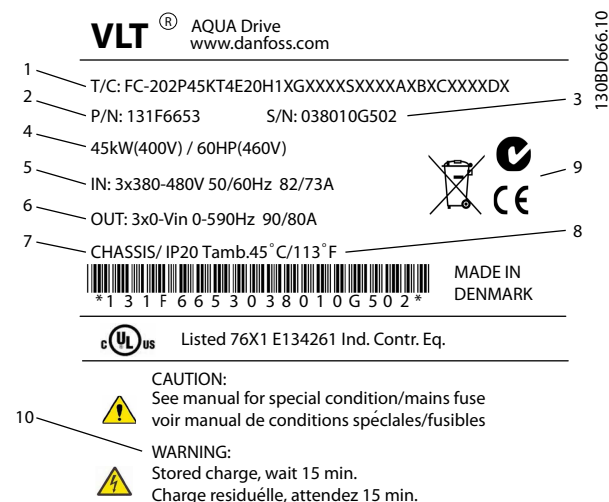 VLT ® AQUA Drive
www.danfoss.com
130BD666.10
1 T/C: FC-202P45KT4E20H1XGXXXXSXXXXAXBXCXXXXDX
2 P/N: 131F6653 S/N: 038010G502 3
4 45kW(400V) / 60HP(460V)
5 IN: 3x380-480V 50/60Hz 82/73A
6 OUT: 3x0-Vin 0-590Hz 90/80A
9
CE
7 CHASSIS/ IP20 Tamb.45˚C/113˚F 8
*131F6653038010G502*
MADE IN
DENMARK
c UL us Listed 76X1 E134261 Ind. Contr. Eq.
CAUTION:
See manual for special condition/mains fuse
voir manual de conditions spéclales/fusibles
10 WARNING:
Stored charge, wait 15 min.
Charge residuélle, attendez 15 min.